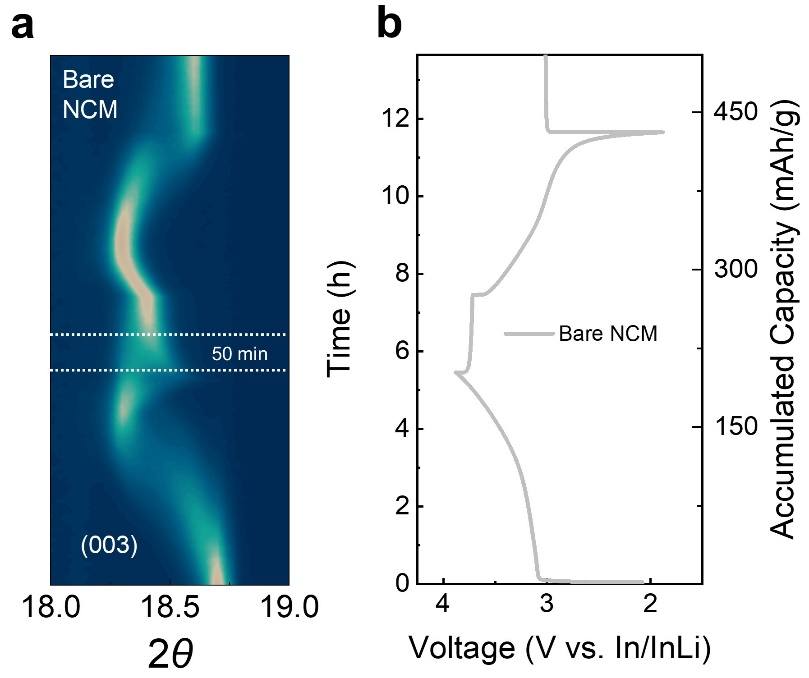 a
Bare
NCM
50 min
(003)
18.0 18.5 19.0
2θ
b
12
10
8
6
4
2
0
Time (h)
Bare NCM
450
300
150
Accumulated Capacity (mAh/g)
4 3 2
Voltage (V vs. In/InLi)